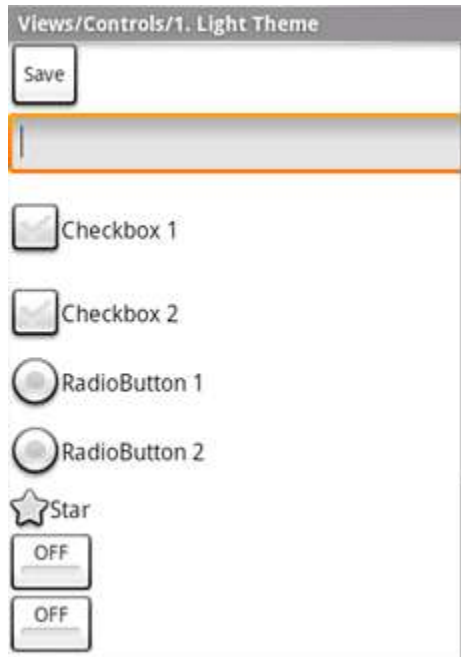 Views/Controls/1. Light Theme
Save
Checkbox 1
Checkbox 2
RadioButton 1
RadioButton 2
Star
OFF
OFF